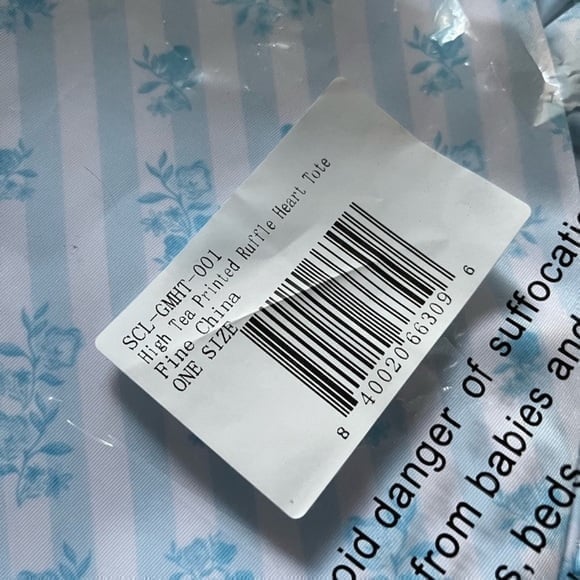 SCL-GMHT-001
High Tea Printed Ruffle Heart Tote
Fine China
ONE SIZE
8 40020 66309 6
oid danger of suffocati
from babies and
s, beds